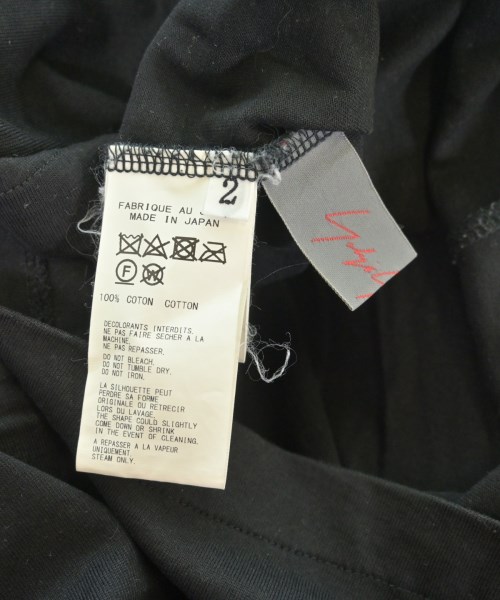 2
FABRIQUE AU
MADE IN JAPAN
F W
100% COTON COTTON
DECOLORANTS INTERDITS.
NE PAS FAIRE SECHER A LA
MACHINE.
NE PAS REPASSER.
DO NOT BLEACH.
DO NOT TUMBLE DRY.
DO NOT IRON.
LA SILHOUETTE PEUT
PERDRE SA FORME
ORIGINALE OU RETRECIR
LORS DU LAVAGE.
THE SHAPE COULD SLIGHTLY
COME DOWN OR SHRINK
IN THE EVENT OF CLEANING.
A REPASSER A LA VAPEUR
UNIQUEMENT.
STEAM ONLY.